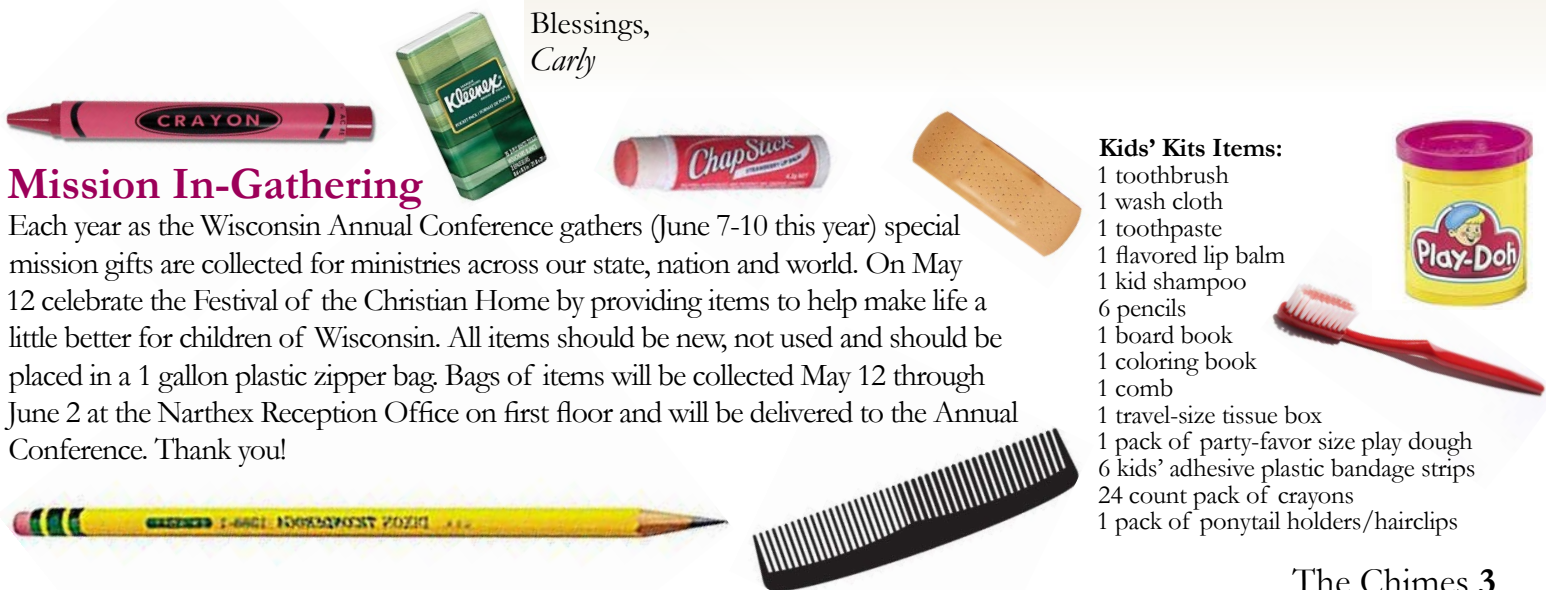 Blessings,
Carly
CRAYON
Kleenex
ChapStick
STRAWBERRY LIP BALM
Mission In-Gathering
Each year as the Wisconsin Annual Conference gathers (June 7-10 this year) special
mission gifts are collected for ministries across our state, nation and world. On May
12 celebrate the Festival of the Christian Home by providing items to help make life a
little better for children of Wisconsin. All items should be new, not used and should be
placed in a 1 gallon plastic zipper bag. Bags of items will be collected May 12 through
June 2 at the Narthex Reception Office on first floor and will be delivered to the Annual
Conference. Thank you!
Kids' Kits Items:
1 toothbrush
1 wash cloth
1 toothpaste
1 flavored lip balm
1 kid shampoo
6 pencils
1 board book
1 coloring book
1 comb
1 travel-size tissue box
1 pack of party-favor size play dough
6 kids' adhesive plastic bandage strips
24 count pack of crayons
1 pack of ponytail holders/hairclips
Play-Doh
DIXON TICONDEROGA
The Chimes 3